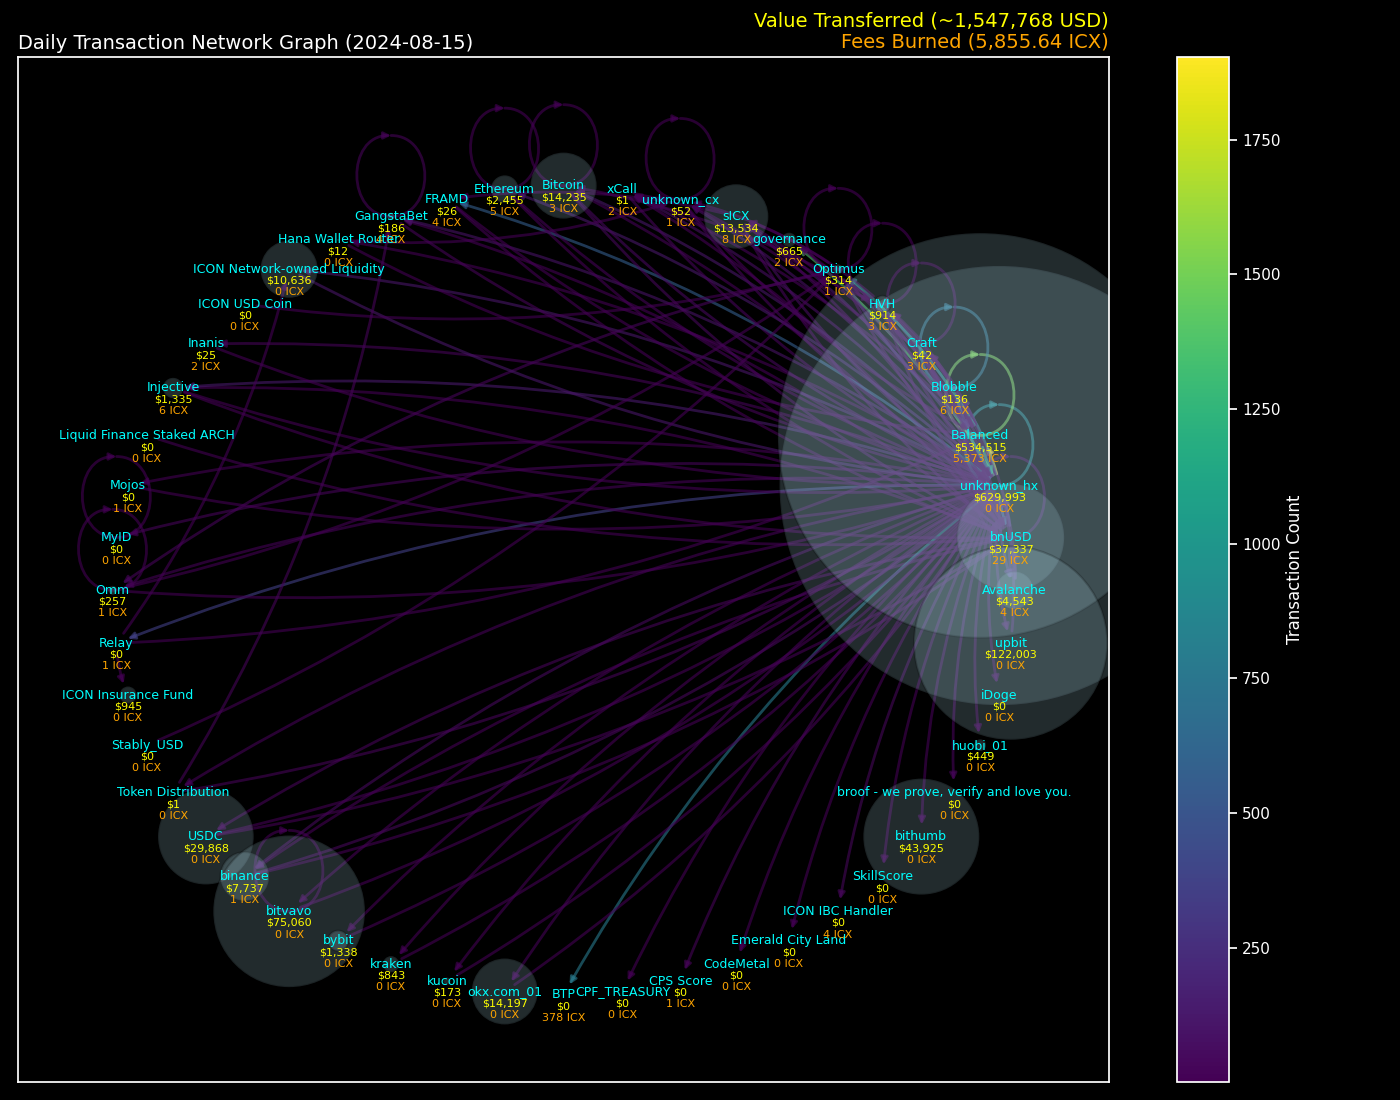 Value Transferred (~1,547,768 USD)
Daily Transaction Network Graph (2024-08-15)
Fees Burned (5,855.64 ICX)
Ethereum
$2,455
5 ICX
Bitcoin
$14,235
3 ICX
xCall
$1
2 ICX
FRAMD
$26
4 ICX
unknown_cx
$52
1 ICX
GangstaBet
$186
4 ICX
sICX
$13,534
8 ICX
Hana Wallet Router
$12
0 ICX
governance
$665
2 ICX
ICON Network-owned Liquidity
$10,636
0 ICX
Optimus
$314
1 ICX
ICON USD Coin
$0
0 ICX
HVH
$914
3 ICX
Inanis
$25
2 ICX
Craft
$42
3 ICX
Injective
$1,335
6 ICX
Blobble
$136
6 ICX
Liquid Finance Staked ARCH
$0
0 ICX
Balanced
$534,515
5,373 ICX
Mojos
$0
1 ICX
unknown_hx
$629,993
0 ICX
MyID
$0
0 ICX
bnUSD
$37,337
29 ICX
Omm
$257
1 ICX
Avalanche
$4,543
4 ICX
Relay
$0
1 ICX
upbit
$122,003
0 ICX
ICON Insurance Fund
$945
0 ICX
iDoge
$0
0 ICX
Stably_USD
$0
0 ICX
huobi_01
$449
0 ICX
Token Distribution
$1
0 ICX
broof - we prove, verify and love you.
$0
0 ICX
USDC
$29,868
0 ICX
bithumb
$43,925
0 ICX
binance
$7,737
1 ICX
SkillScore
$0
0 ICX
bitvavo
$75,060
0 ICX
ICON IBC Handler
$0
4 ICX
bybit
$1,338
0 ICX
Emerald City Land
$0
0 ICX
kraken
$843
0 ICX
CodeMetal
$0
0 ICX
kucoin
$173
0 ICX
okx.com_01
$14,197
0 ICX
BTP
$0
378 ICX
CPF_TREASURY
$0
0 ICX
CPS Score
$0
1 ICX
1750
1500
1250
1000
750
500
250
Transaction Count